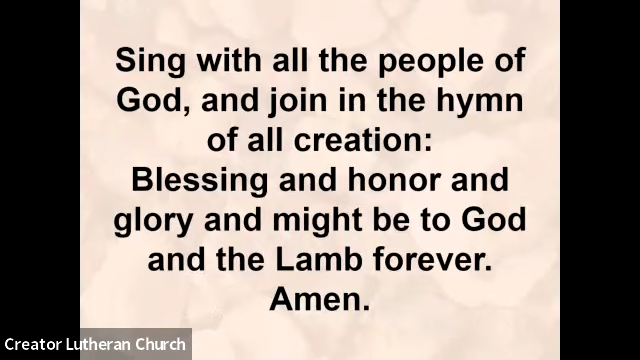 Sing with all the people of
God, and join in the hymn
of all creation:
Blessing and honor and
glory and might be to God
and the Lamb forever.
Amen.
Creator Lutheran Church